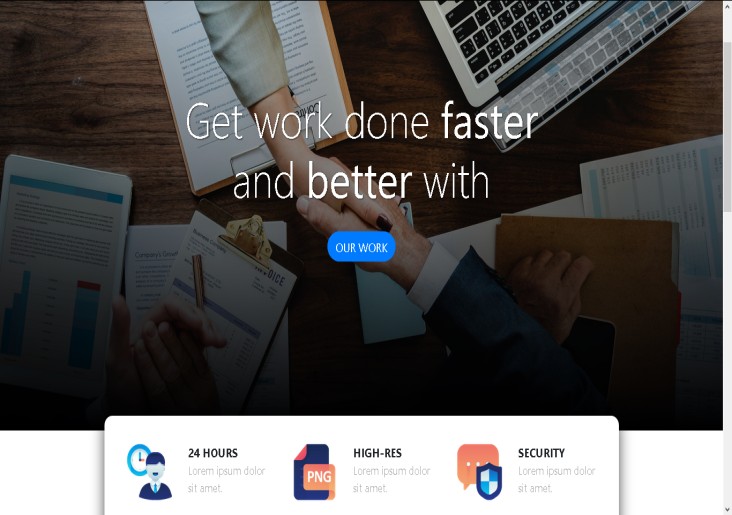 Get work done faster
and better with
OUR WORK
INVOICE
24 HOURS
Lorem ipsum dolor
sit amet.
PNG
HIGH-RES
Lorem ipsum dolor
sit amet.
SECURITY
Lorem ipsum dolor
sit amet.